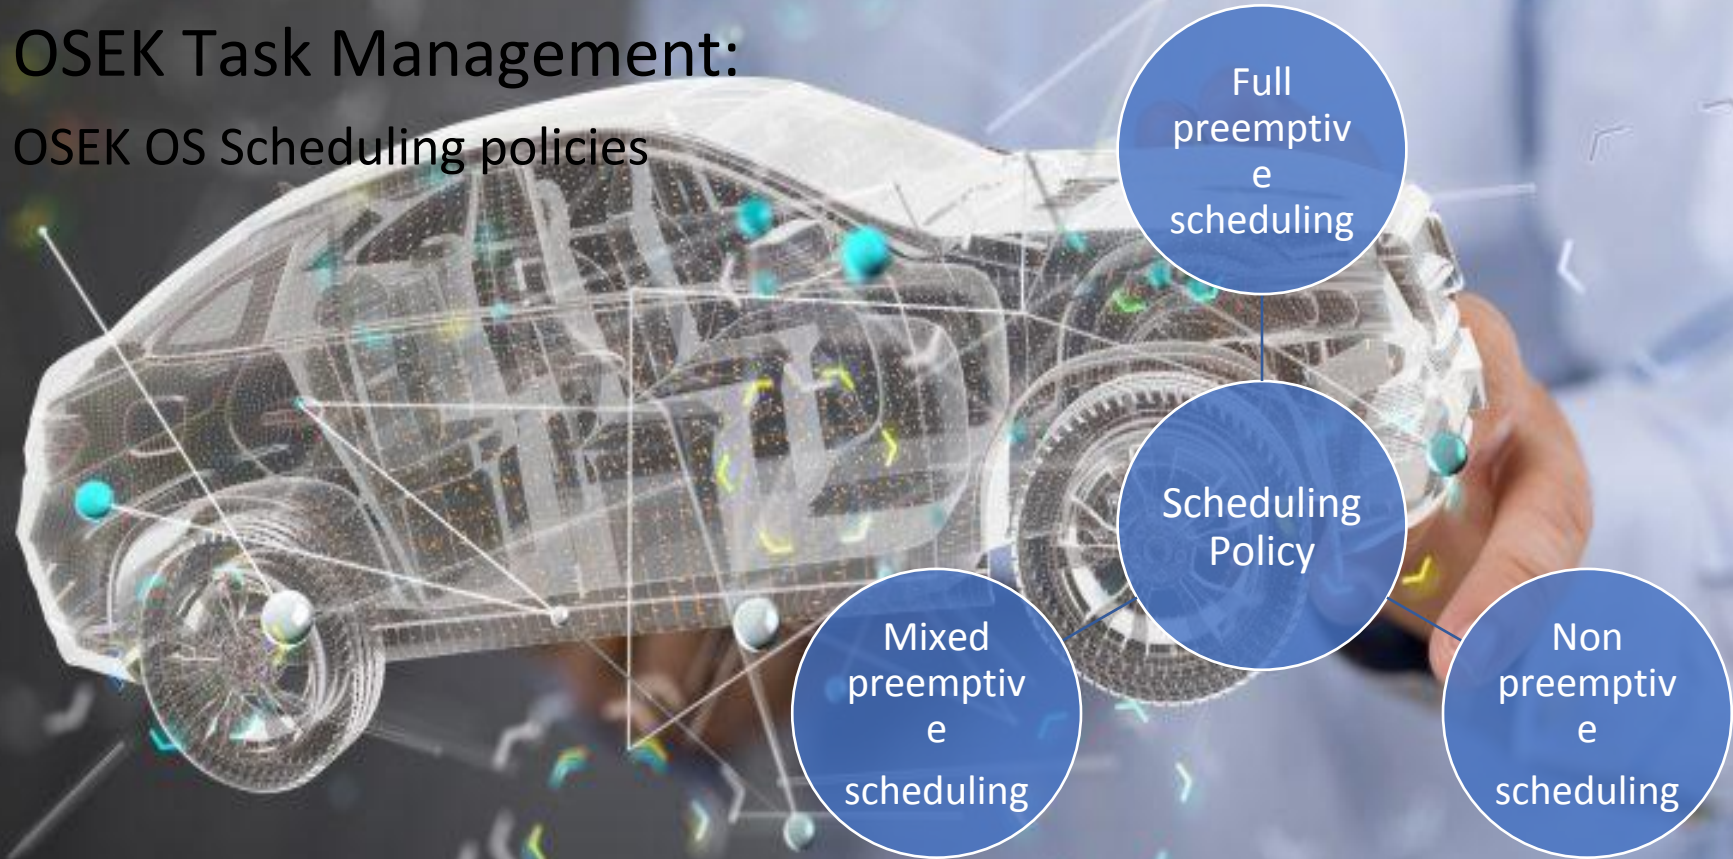 OSEK Task Management:
OSEK OS Scheduling policies
Full
preemptiv
e
scheduling
Scheduling
Policy
Mixed
preemptiv
e
scheduling
Non
preemptiv
e
scheduling